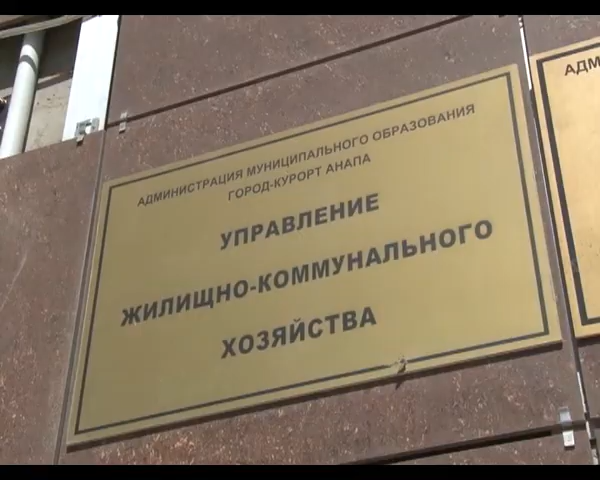 АДМИНИСТРАЦИЯ МУНИЦИПАЛЬНОГО ОБРАЗОВАНИЯ
ГОРОД-КУРОРТ АНАПА
УПРАВЛЕНИЕ
ЖИЛИЩНО-КОММУНАЛЬНОГО
ХОЗЯЙСТВА